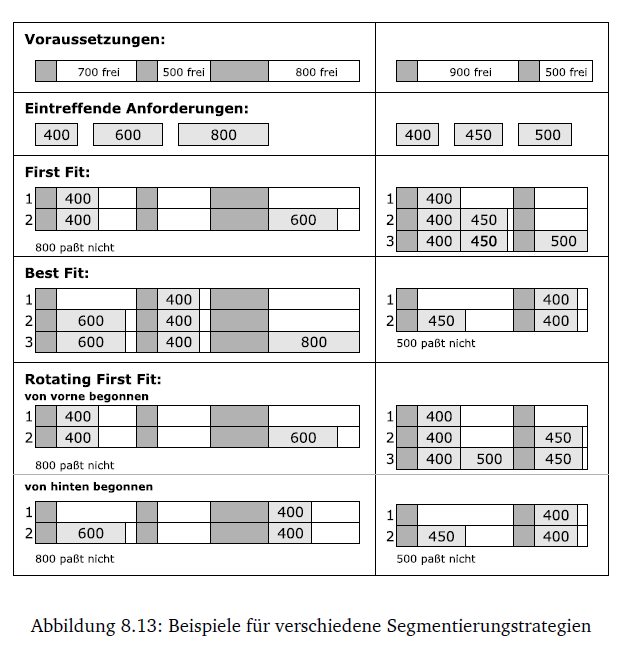 Voraussetzungen:
700 frei 500 frei 800 frei 900 frei 500 frei
Eintreffende Anforderungen:
400 600 800 400 450 500
First Fit:
1 400 1 400
2 400 600 2 400 450
800 paßt nicht 3 400 450 500
Best Fit:
1 400 1 400
2 600 400 2 450 400
3 600 400 800 500 paßt nicht
Rotating First Fit:
von vorne begonnen
1 400 1 400
2 400 600 2 400 450
800 paßt nicht 3 400 500 450
von hinten begonnen
1 400 1 400
2 600 400 2 450 400
800 paßt nicht 500 paßt nicht
Abbildung 8.13: Beispiele für verschiedene Segmentierungstrategien